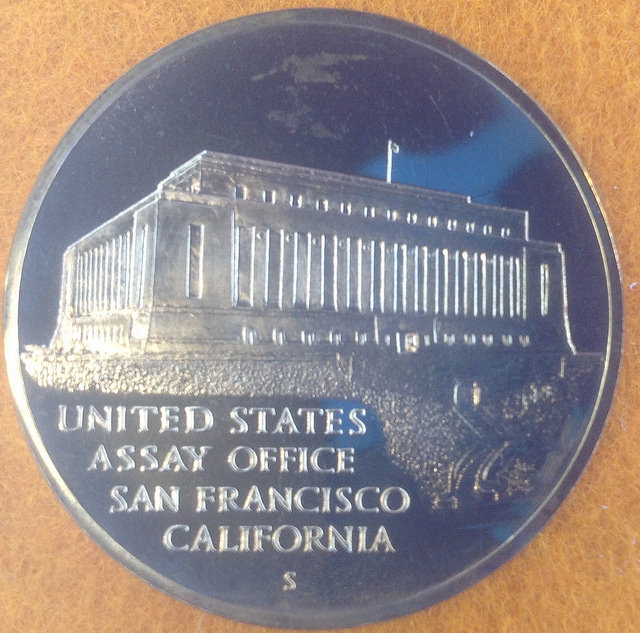 UNITED STATES
ASSAY OFFICE
SAN FRANCISCO
CALIFORNIA
S